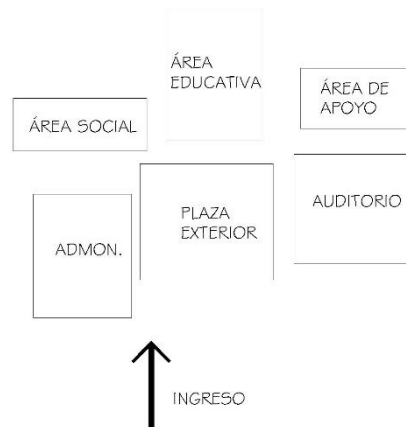 ÁREA
EDUCATIVA
ÁREA DE
APOYO
ÁREA SOCIAL
AUDITORIO
PLAZA
EXTERIOR
ADMON.
INGRESO